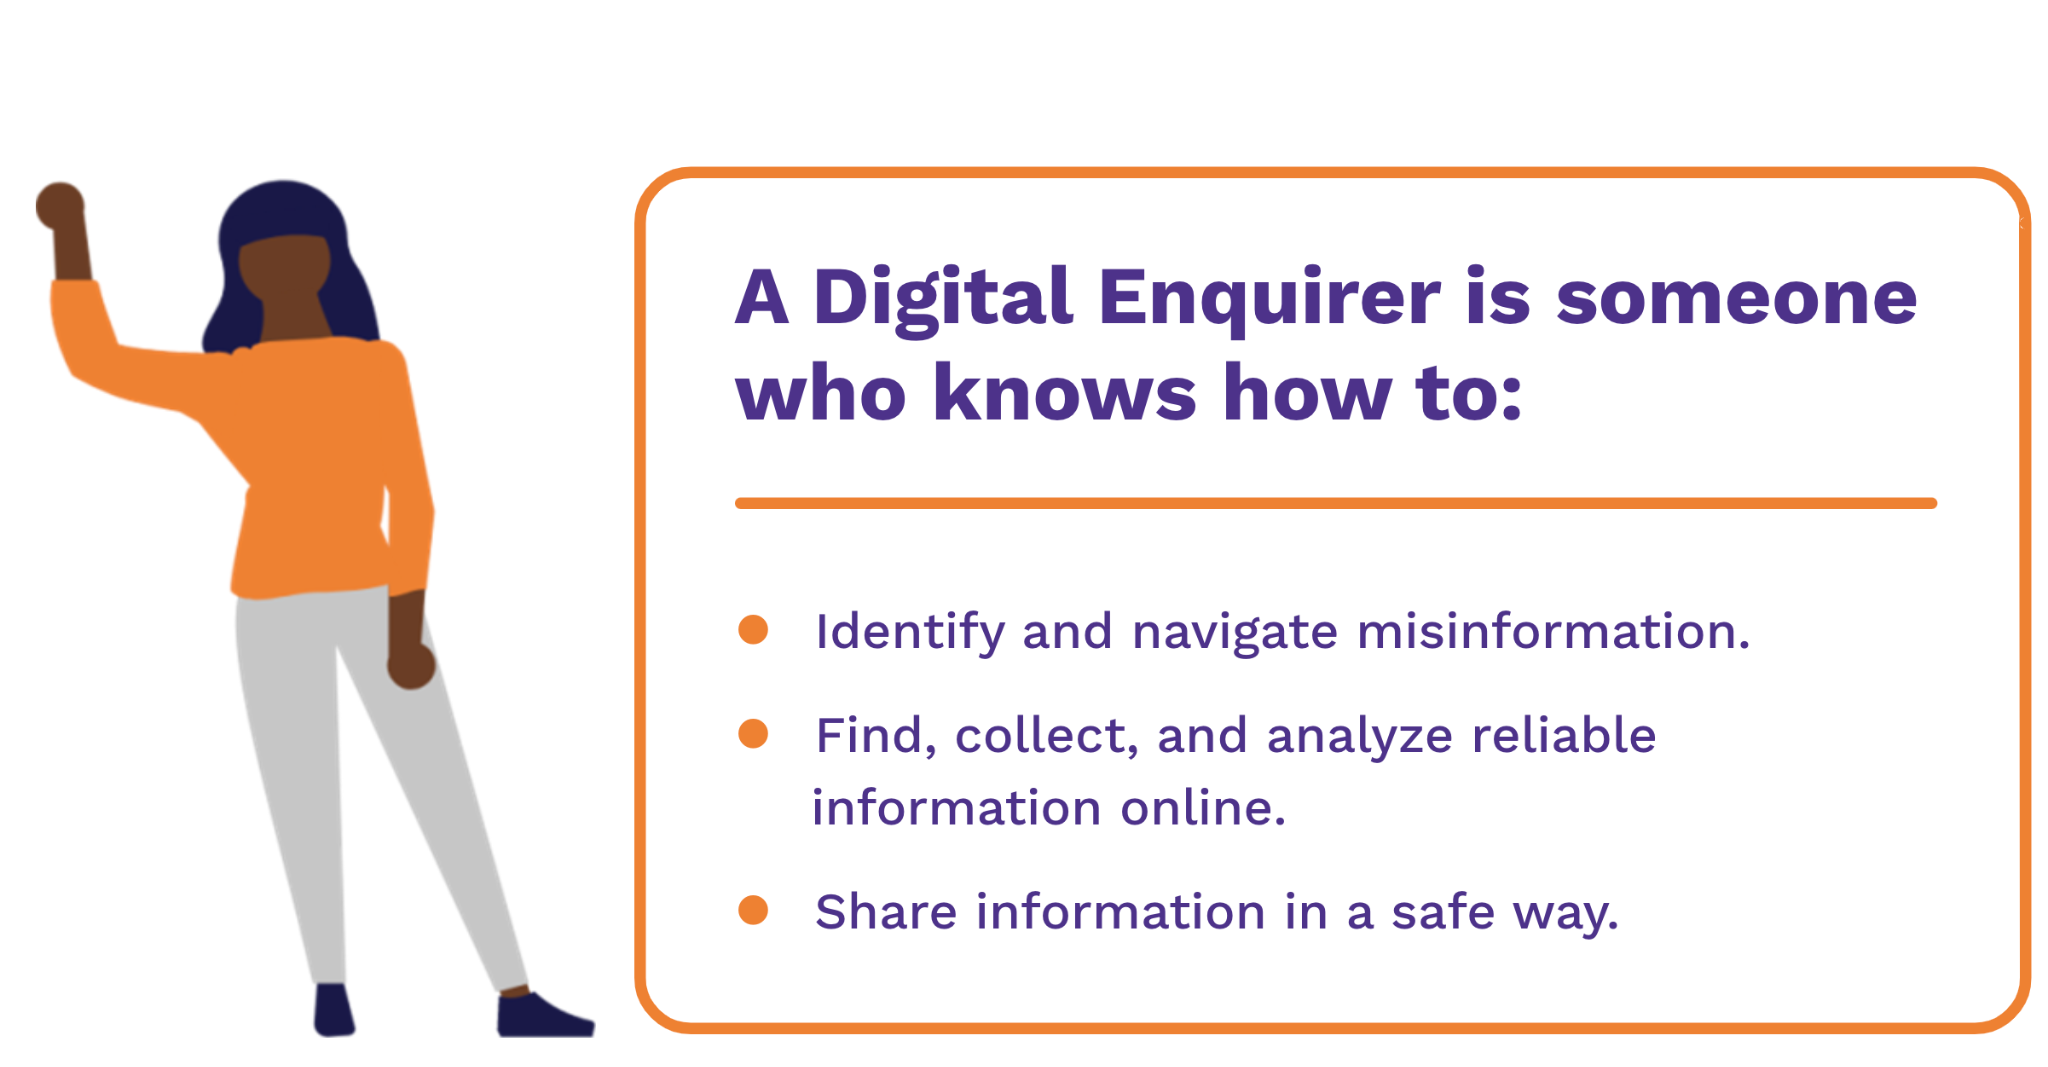 A Digital Enquirer is someone
who knows how to:
Identify and navigate misinformation.
Find, collect, and analyze reliable
information online.
Share information in a safe way.